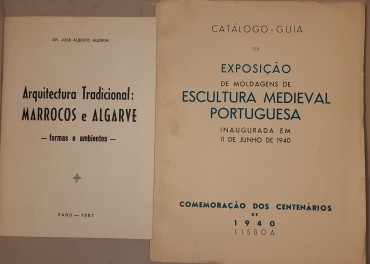 DR. JOSÉ ALBERTO ALEGRIA
Arquitectura Tradicional:
MARROCOS e ALGARVE
— formas e ambientes —
FARO — 1987
CATÁLOGO-GUIA
DA
EXPOSIÇÃO
DE MOLDAGENS DE
ESCULTURA MEDIEVAL
PORTUGUESA
INAUGURADA EM
11 DE JUNHO DE 1940
COMEMORAÇÃO DOS CENTENÁRIOS
DE
1940
LISBOA